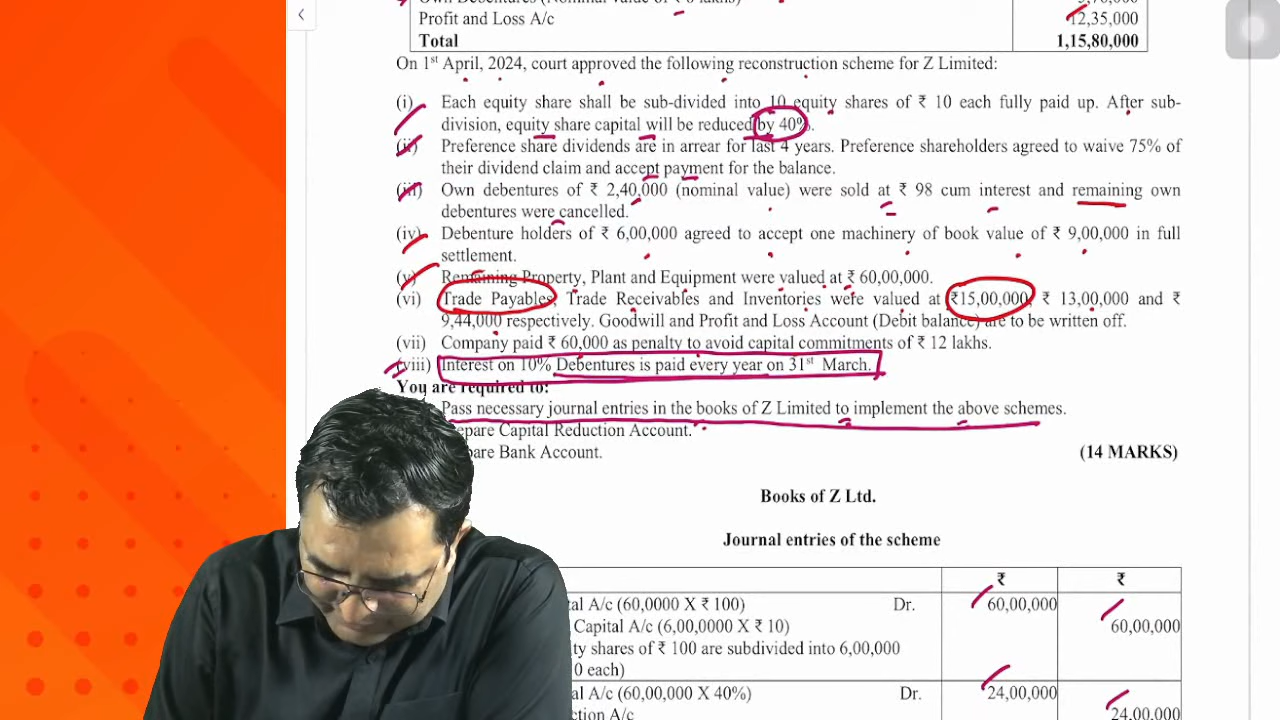 Profit and Loss A/c 12,35,000
Total 1,15,80,000
On 1st April, 2024, court approved the following reconstruction scheme for Z Limited:
(i) Each equity share shall be sub-divided into 10 equity shares of ₹ 10 each fully paid up. After sub-
division, equity share capital will be reduced by 40%.
(ii) Preference share dividends are in arrear for last 4 years. Preference shareholders agreed to waive 75% of
their dividend claim and accept payment for the balance.
(iii) Own debentures of ₹ 2,40,000 (nominal value) were sold at ₹ 98 cum interest and remaining own
debentures were cancelled.
(iv) Debenture holders of ₹ 6,00,000 agreed to accept one machinery of book value of ₹ 9,00,000 in full
settlement.
(v) Remaining Property, Plant and Equipment were valued at ₹ 60,00,000.
(vi) Trade Payables, Trade Receivables and Inventories were valued at ₹15,00,000, ₹ 13,00,000 and ₹
9,44,000 respectively. Goodwill and Profit and Loss Account (Debit balance) are to be written off.
(vii) Company paid ₹ 60,000 as penalty to avoid capital commitments of ₹ 12 lakhs.
(viii) Interest on 10% Debentures is paid every year on 31st March.
You are required to:
Pass necessary journal entries in the books of Z Limited to implement the above schemes.
epare Capital Reduction Account.
pare Bank Account. (14 MARKS)
Books of Z Ltd.
Journal entries of the scheme
₹ ₹
tal A/c (60,0000 X ₹ 100) Dr. 60,00,000
Capital A/c (6,00,0000 X ₹ 10) 60,00,000
ty shares of ₹ 100 are subdivided into 6,00,000
0 each)
al A/c (60,00,000 X 40%) Dr. 24,00,000
ction A/c 24,00,000